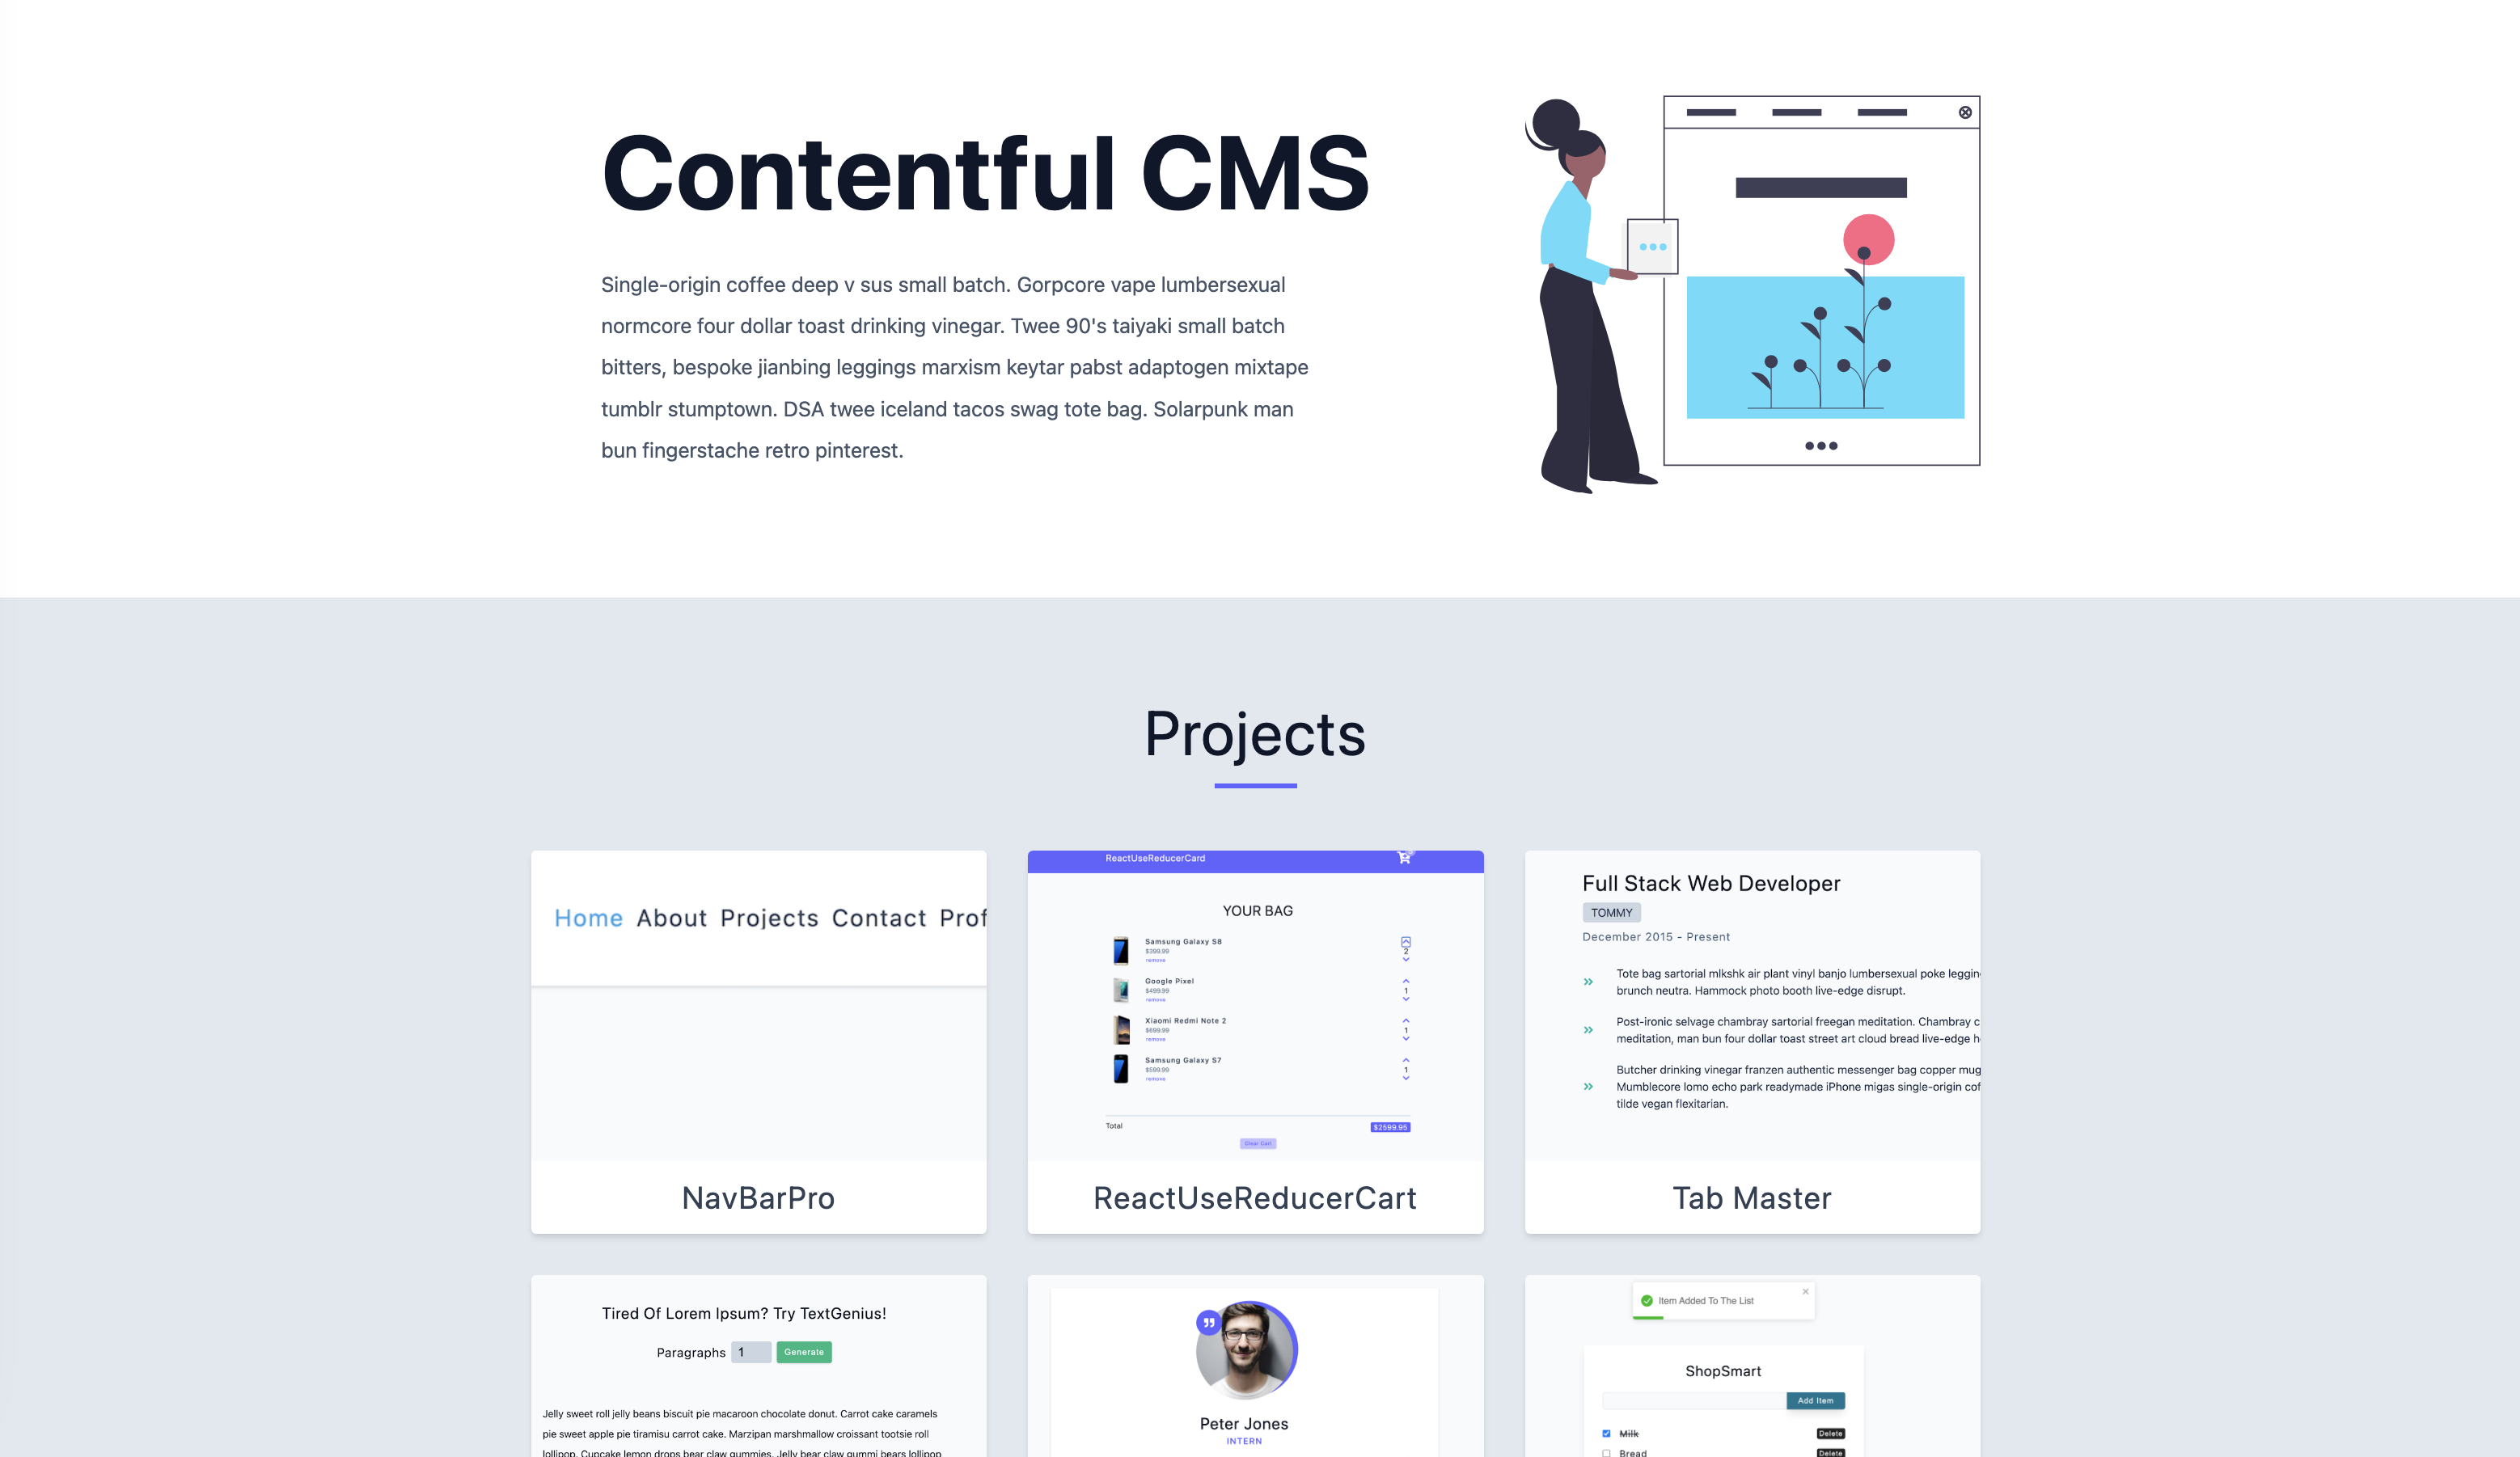 Contentful CMS
Single-origin coffee deep v sus small batch. Gorpcore vape lumbersexual
normcore four dollar toast drinking vinegar. Twee 90's taiyaki small batch
bitters, bespoke jianbing leggings marxism keytar pabst adaptogen mixtape
tumblr stumptown. DSA twee iceland tacos swag tote bag. Solarpunk man
bun fingerstache retro pinterest.
Projects
Home About Projects Contact Prof
NavBarPro
ReactUseReducerCard
YOUR BAG
Samsung Galaxy S8
$399.99
remove
2
Google Pixel
$499.99
remove
1
Xiaomi Redmi Note 2
$699.99
remove
1
Samsung Galaxy S7
$599.99
remove
1
Total
$2599.95
Clear Cart
ReactUseReducerCart
Full Stack Web Developer
TOMMY
December 2015 - Present
Tote bag sartorial mlkshk air plant vinyl banjo lumbersexual poke leggin
brunch neutra. Hammock photo booth live-edge disrupt.
Post-ironic selvage chambray sartorial freegan meditation. Chambray c
meditation, man bun four dollar toast street art cloud bread live-edge h
Butcher drinking vinegar franzen authentic messenger bag copper mug
Mumblecore lomo echo park readymade iPhone migas single-origin cof
tilde vegan flexitarian.
Tab Master
Tired Of Lorem Ipsum? Try TextGenius!
Paragraphs 1 Generate
Jelly sweet roll jelly beans biscuit pie macaroon chocolate donut. Carrot cake caramels
pie sweet apple pie tiramisu carrot cake. Marzipan marshmallow croissant tootsie roll
lollipop. Cupcake lemon drops bear claw gummies. Jelly bear claw gummi bears lollipop
Peter Jones
INTERN
Item Added To The List
ShopSmart
Add Item
Milk
Delete
Bread
Delete